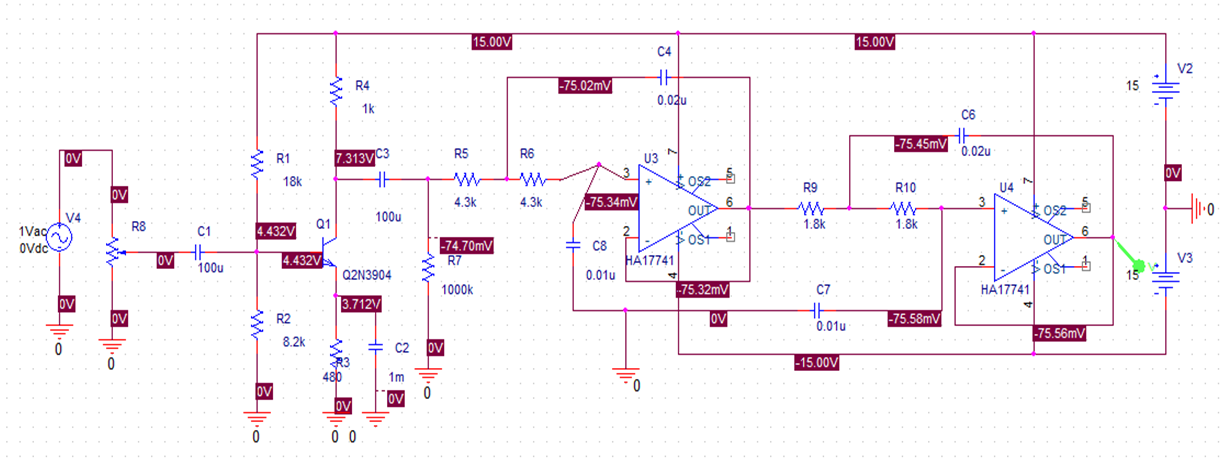 15.00V
15.00V
C4
V2
R4
15
-75.02mV
1k
0.02u
C6
-75.45mV
0.02u
7.313V
C3
R5
R6
U3
0V
0V
R1
7
5
0V
18k
3
+
OS2
0V
V4
100u
4.3k
4.3k
R9
R10
U4
7
1Vac
R8
-75.34mV
OUT
6
3
+
OS2
5
0
0Vdc
Q1
1.8k
1.8k
OUT
6
4.432V
C1
2
-
OS1
1
-74.70mV
C8
R7
V3
0V
4.432V
HA17741
2
-
OS1
1
15
100u
Q2N3904
0.01u
4
1000k
-75.32mV
HA17741
C7
4
0V
3.712V
0V
-75.58mV
0V
R2
0.01u
-75.56mV
8.2k
C2
0V
-15.00V
0
R3
0
480
1m
0
0V
0V
0V
0
0
0
0